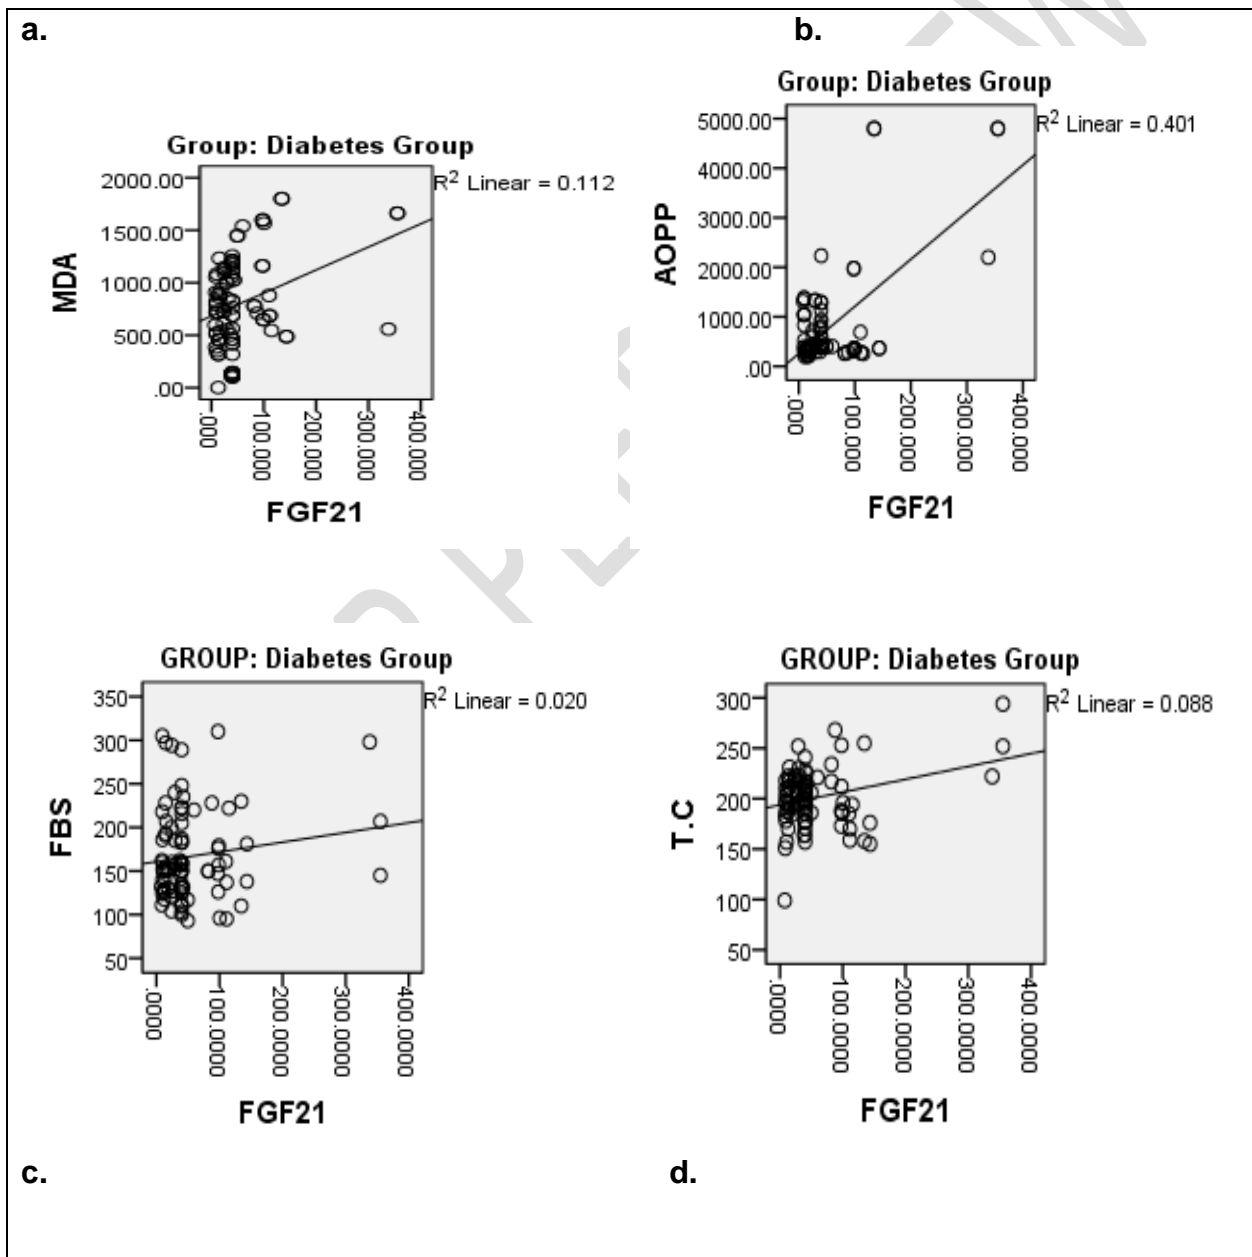 a.
b.
Group: Diabetes Group
R² Linear = 0.112
2000.00
1500.00
1000.00
500.00
.00
MDA
.000
100.000
200.000
300.000
400.000
FGF21
Group: Diabetes Group
R² Linear = 0.401
5000.00
4000.00
3000.00
2000.00
1000.00
.00
AOPP
.000
100.000
200.000
300.000
400.000
FGF21
GROUP: Diabetes Group
R² Linear = 0.020
350
300
250
200
150
100
50
FBS
.0000
100.0000
200.0000
300.0000
400.0000
FGF21
GROUP: Diabetes Group
R² Linear = 0.088
300
250
200
150
100
50
T.C
.0000
100.0000
200.0000
300.0000
400.0000
FGF21
c.
d.